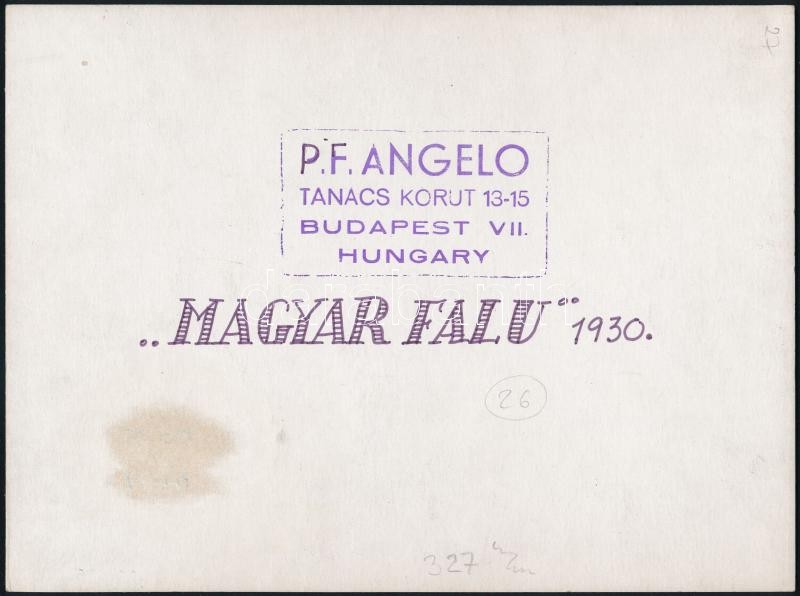 27
P.F. ANGELO
TANACS KORUT 13-15
BUDAPEST VII.
HUNGARY
„MAGYAR FALU” 1930.
26
327